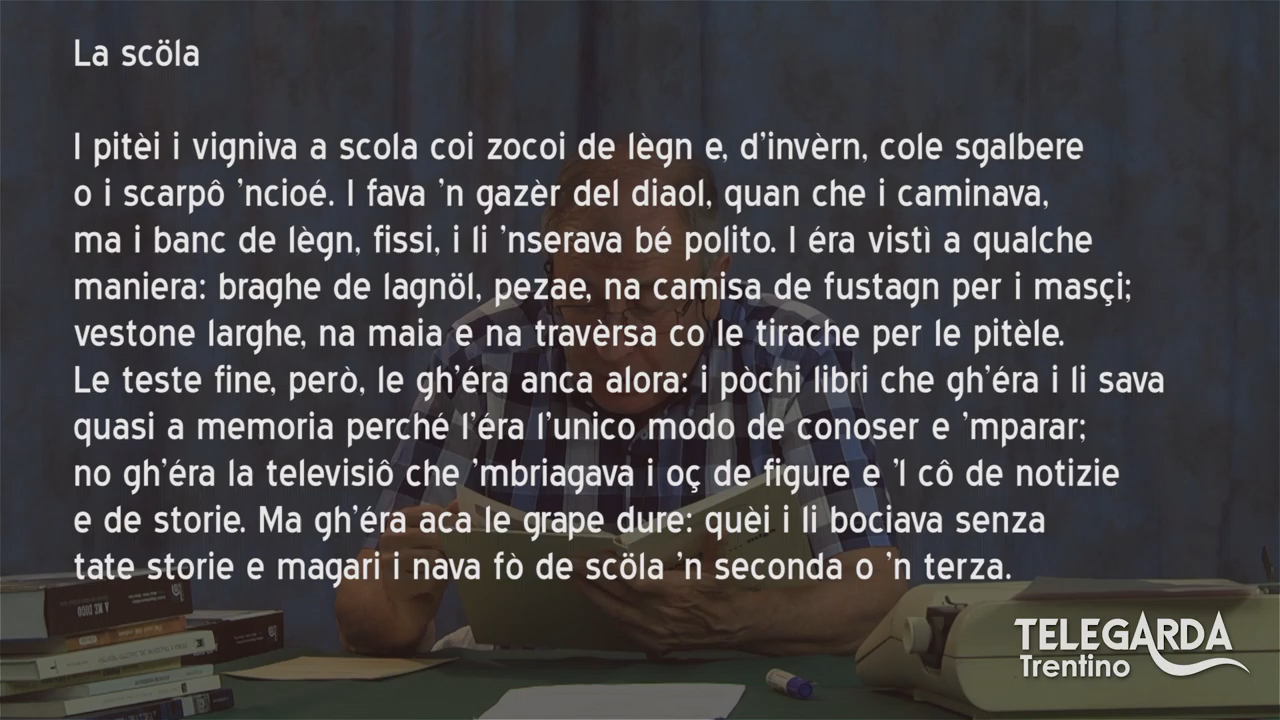 La scöla
I pitèi i vigniva a scola coi zocoi de lègn e, d'invèrn, cole sgalbere
o i scarpô 'ncioé. I fava 'n gazèr del diaol, quan che i caminava,
ma i banc de lègn, fissi, i li 'nserava bé polito. I éra vistì a qualche
maniera: braghe de lagnöl, pezae, na camisa de fustagn per i masçi;
vestone larghe, na maia e na travèrsa co le tirache per le pitèle.
Le teste fine, però, le gh'éra anca alora: i pòchi libri che gh'éra i li sava
quasi a memoria perché l'éra l'unico modo de conoser e 'mparar;
no gh'éra la televisiô che 'mbriagava i oç de figure e 'l cô de notizie
e de storie. Ma gh'éra aca le grape dure: quèi i li bociava senza
tate storie e magari i nava fò de scöla 'n seconda o 'n terza.
A ME DICO
TELEGARDA
Trentino